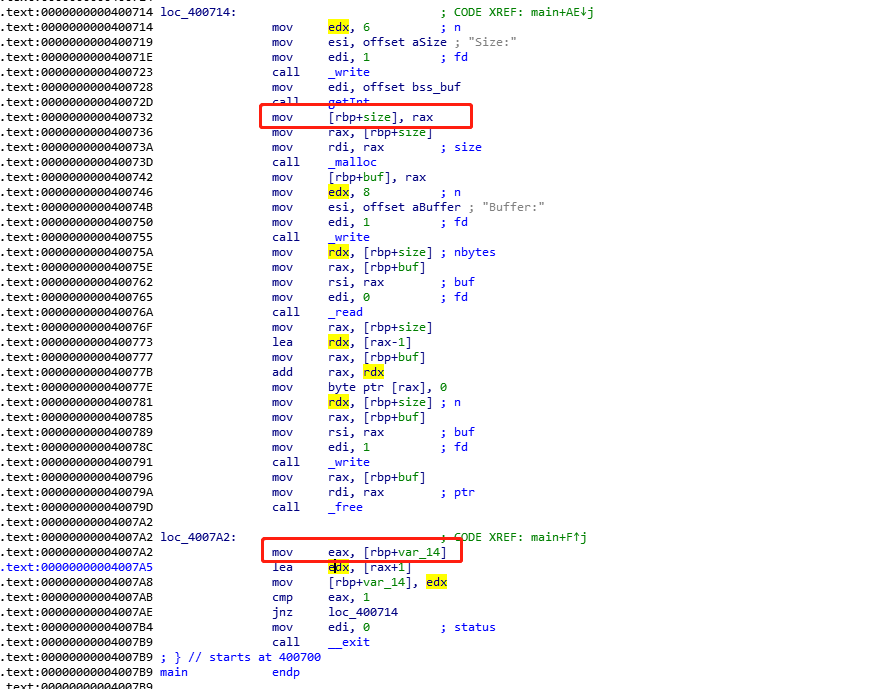 .text:0000000000400714 loc_400714: ; CODE XREF: main+AE↓j
.text:0000000000400714 mov edx, 6 ; n
.text:0000000000400719 mov esi, offset aSize ; "Size:"
.text:000000000040071E mov edi, 1 ; fd
.text:0000000000400723 call _write
.text:0000000000400728 mov edi, offset bss_buf
.text:000000000040072D call getInt
.text:0000000000400732 mov [rbp+size], rax
.text:0000000000400736 mov rax, [rbp+size]
.text:000000000040073A mov rdi, rax ; size
.text:000000000040073D call _malloc
.text:0000000000400742 mov [rbp+buf], rax
.text:0000000000400746 mov edx, 8 ; n
.text:000000000040074B mov esi, offset aBuffer ; "Buffer:"
.text:0000000000400750 mov edi, 1 ; fd
.text:0000000000400755 call _write
.text:000000000040075A mov rdx, [rbp+size] ; nbytes
.text:000000000040075E mov rax, [rbp+buf]
.text:0000000000400762 mov rsi, rax ; buf
.text:0000000000400765 mov edi, 0 ; fd
.text:000000000040076A call _read
.text:000000000040076F mov rax, [rbp+size]
.text:0000000000400773 lea rdx, [rax-1]
.text:0000000000400777 mov rax, [rbp+buf]
.text:000000000040077B add rax, rdx
.text:000000000040077E mov byte ptr [rax], 0
.text:0000000000400781 mov rdx, [rbp+size] ; n
.text:0000000000400785 mov rax, [rbp+buf]
.text:0000000000400789 mov rsi, rax ; buf
.text:000000000040078C mov edi, 1 ; fd
.text:0000000000400791 call _write
.text:0000000000400796 mov rax, [rbp+buf]
.text:000000000040079A mov rdi, rax ; ptr
.text:000000000040079D call _free
.text:00000000004007A2
.text:00000000004007A2 loc_4007A2: ; CODE XREF: main+F↑j
.text:00000000004007A2 mov eax, [rbp+var_14]
.text:00000000004007A5 lea edx, [rax+1]
.text:00000000004007A8 mov [rbp+var_14], edx
.text:00000000004007AB cmp eax, 1
.text:00000000004007AE jnz loc_400714
.text:00000000004007B4 mov edi, 0 ; status
.text:00000000004007B9 call __exit
.text:00000000004007B9 ; } // starts at 400700
.text:00000000004007B9 main endp
.text:00000000004007B9